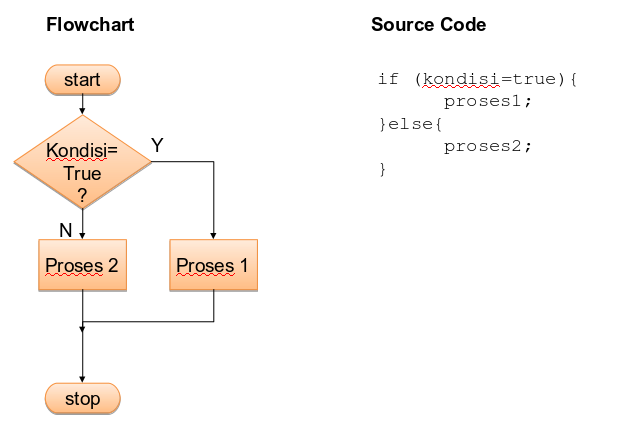 Flowchart
start
Kondisi=
True
?
Y
N
Proses 2
Proses 1
stop
Source Code
if (kondisi=true){
proses1;
}else{
proses2;
}